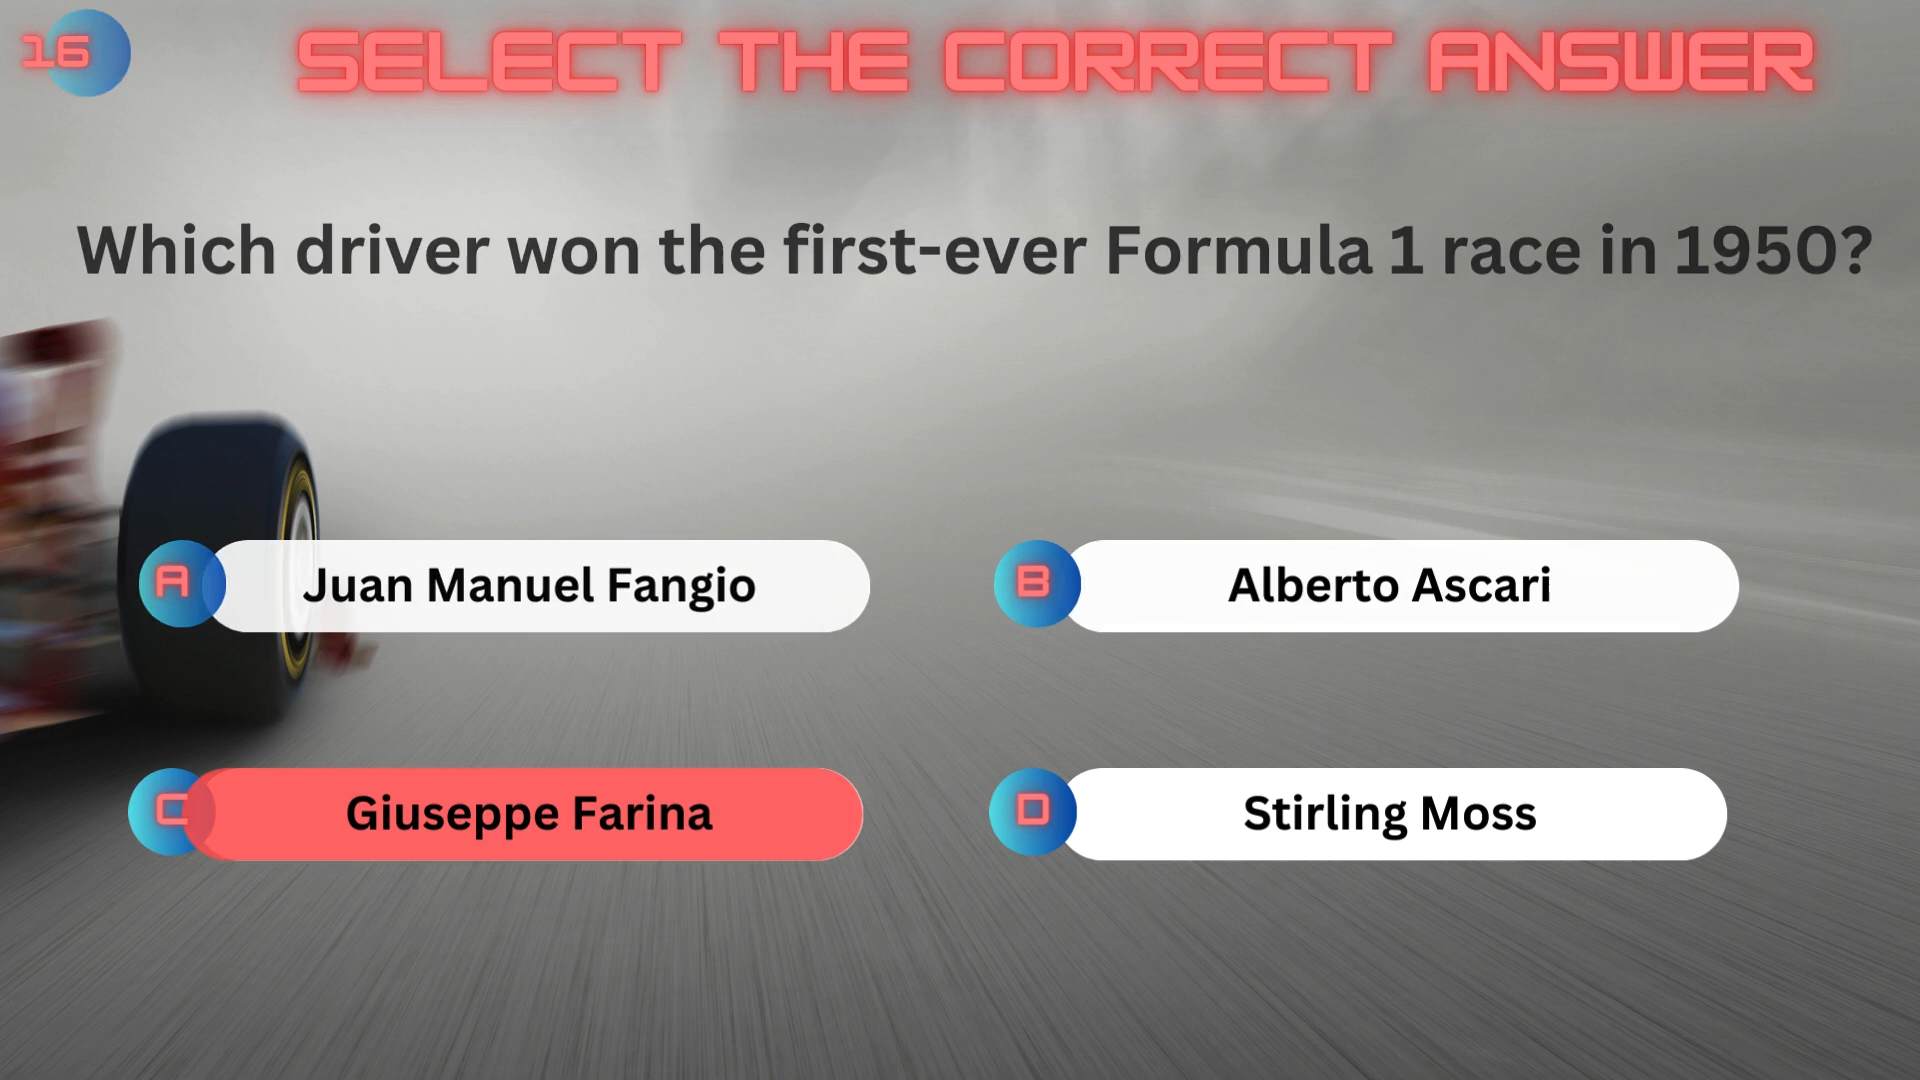 16
SELECT THE CORRECT ANSWER
Which driver won the first-ever Formula 1 race in 1950?
A Juan Manuel Fangio
B Alberto Ascari
C Giuseppe Farina
D Stirling Moss